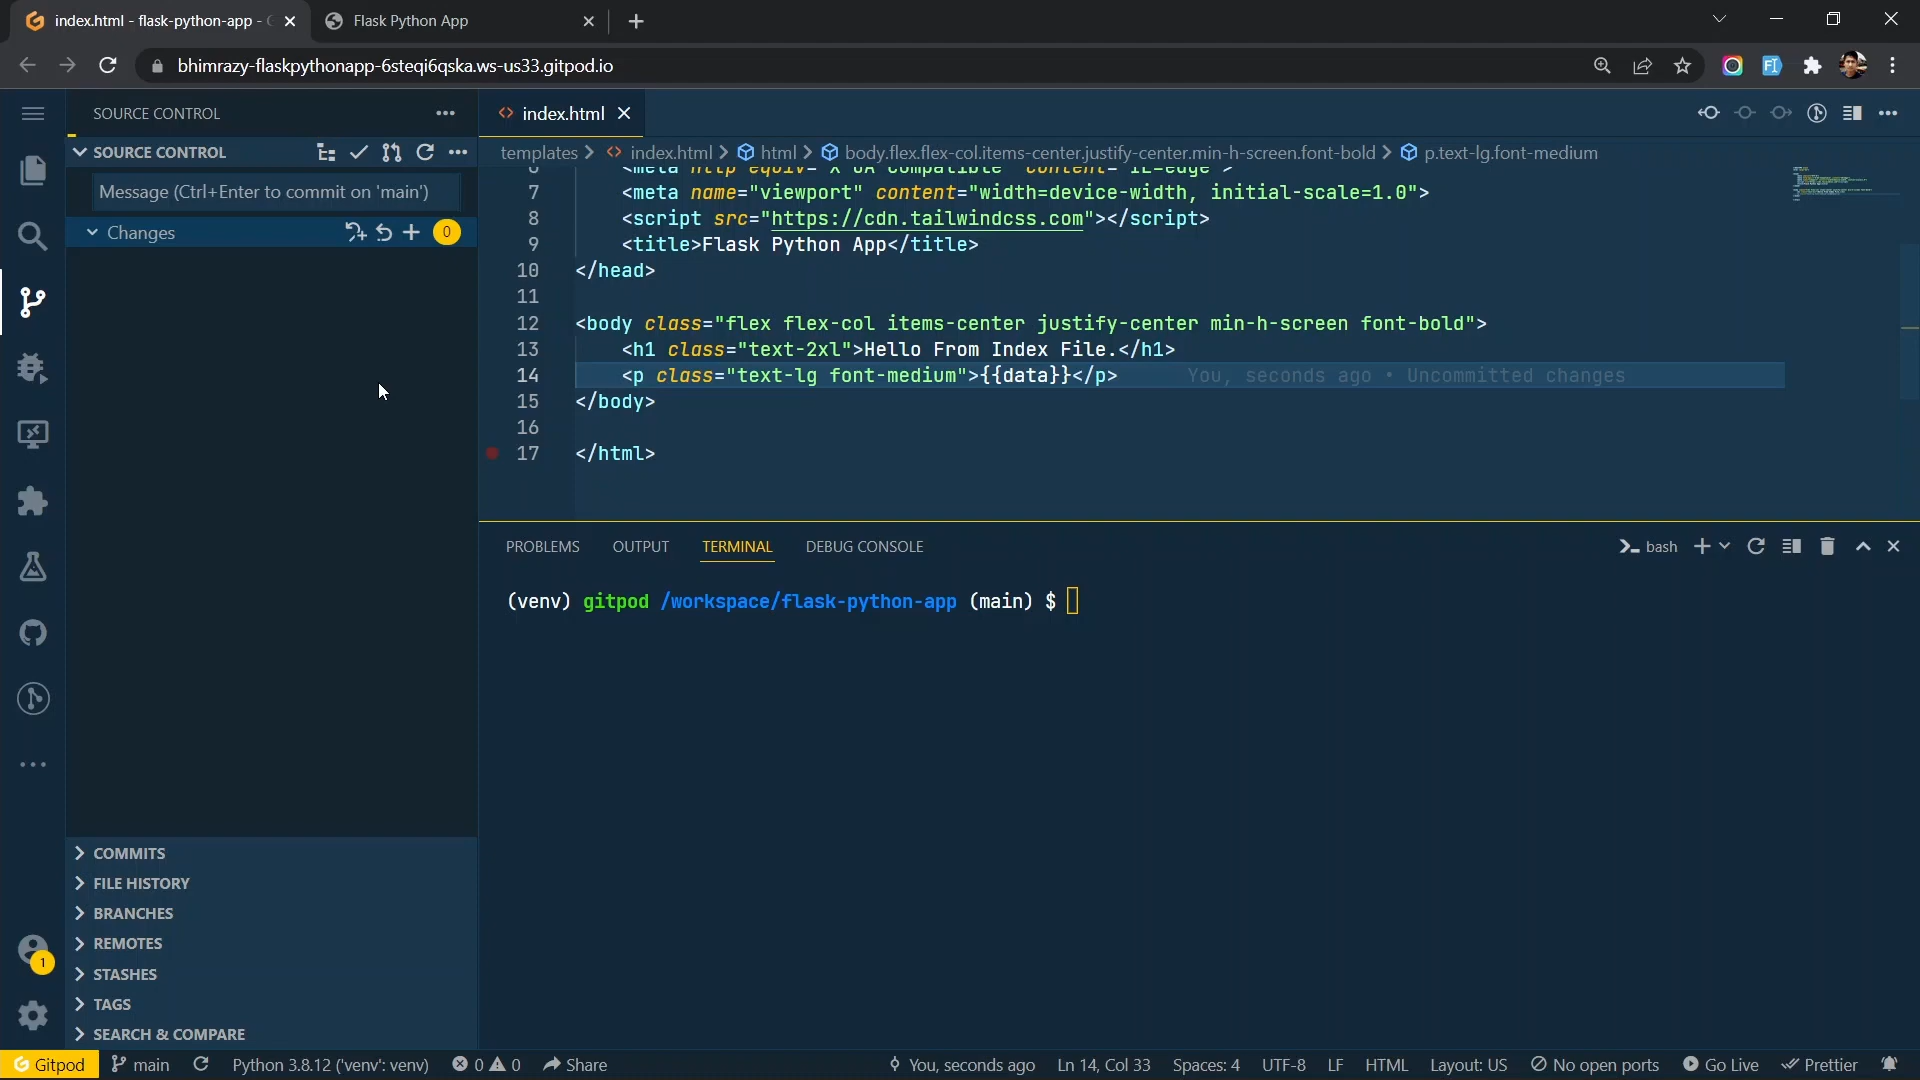 index.html - flask-python-app - G
Flask Python App
bhimrazy-flaskpythonapp-6steqi6qska.ws-us33.gitpod.io
SOURCE CONTROL
index.html
SOURCE CONTROL
templates > index.html > html > body.flex.flex-col.items-center.justify-center.min-h-screen.font-bold > p.text-lg.font-medium
Message (Ctrl+Enter to commit on 'main')
Changes
0
7 <meta name="viewport" content="width=device-width, initial-scale=1.0">
8 <script src="https://cdn.tailwindcss.com"></script>
9 <title>Flask Python App</title>
10 </head>
11
12 <body class="flex flex-col items-center justify-center min-h-screen font-bold">
13 <h1 class="text-2xl">Hello From Index File.</h1>
14 <p class="text-lg font-medium">{{data}}</p> You, seconds ago • Uncommitted changes
15 </body>
16
17 </html>
PROBLEMS OUTPUT TERMINAL DEBUG CONSOLE
bash
(venv) gitpod /workspace/flask-python-app (main) $
COMMITS
FILE HISTORY
BRANCHES
REMOTES
STASHES
TAGS
SEARCH & COMPARE
1
Gitpod main Python 3.8.12 ('venv': venv) 0 0 Share You, seconds ago Ln 14, Col 33 Spaces: 4 UTF-8 LF HTML Layout: US No open ports Go Live Prettier